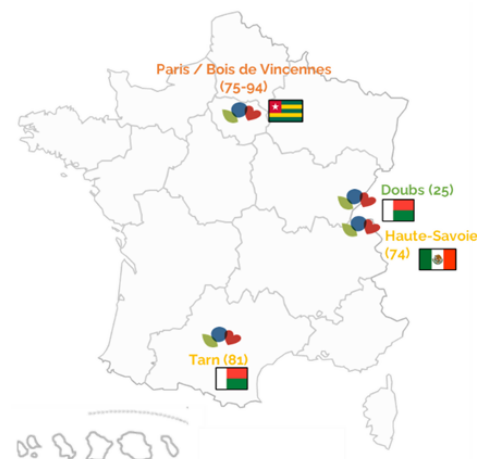 Paris / Bois de Vincennes
(75-94)
Doubs (25)
Haute-Savoie
(74)
Tarn (81)